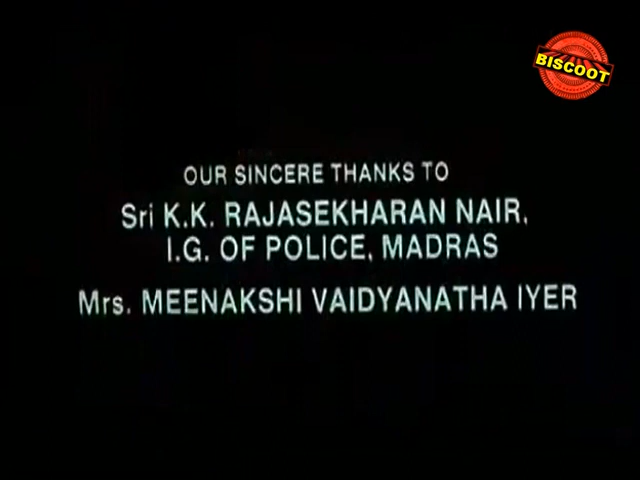 BISCOOT
OUR SINCERE THANKS TO
Sri K.K. RAJASEKHARAN NAIR,
I.G. OF POLICE, MADRAS
Mrs. MEENAKSHI VAIDYANATHA IYER